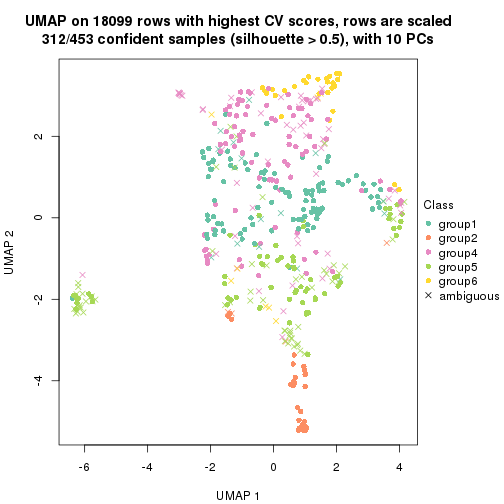 UMAP on 18099 rows with highest CV scores, rows are scaled
312/453 confident samples (silhouette > 0.5), with 10 PCs
UMAP 2
2
0
-2
-4
-6
-4
-2
0
2
4
UMAP 1
Class
group1
group2
group4
group5
group6
ambiguous